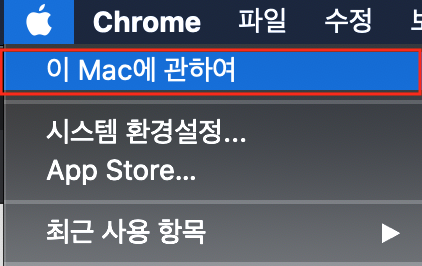 Chrome 파일 수정
이 Mac에 관하여
시스템 환경설정...
App Store...
최근 사용 항목